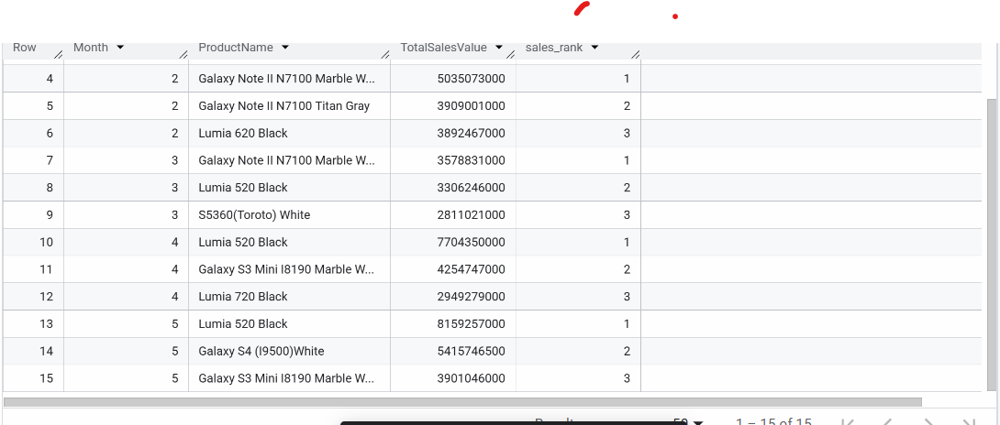 Row Month ProductName TotalSalesValue sales_rank
4 2 Galaxy Note II N7100 Marble W... 5035073000 1
5 2 Galaxy Note II N7100 Titan Gray 3909001000 2
6 2 Lumia 620 Black 3892467000 3
7 3 Galaxy Note II N7100 Marble W... 3578831000 1
8 3 Lumia 520 Black 3306246000 2
9 3 S5360(Toroto) White 2811021000 3
10 4 Lumia 520 Black 7704350000 1
11 4 Galaxy S3 Mini I8190 Marble W... 4254747000 2
12 4 Lumia 720 Black 2949279000 3
13 5 Lumia 520 Black 8159257000 1
14 5 Galaxy S4 (I9500)White 5415746500 2
15 5 Galaxy S3 Mini I8190 Marble W... 3901046000 3
50 1 – 15 of 15